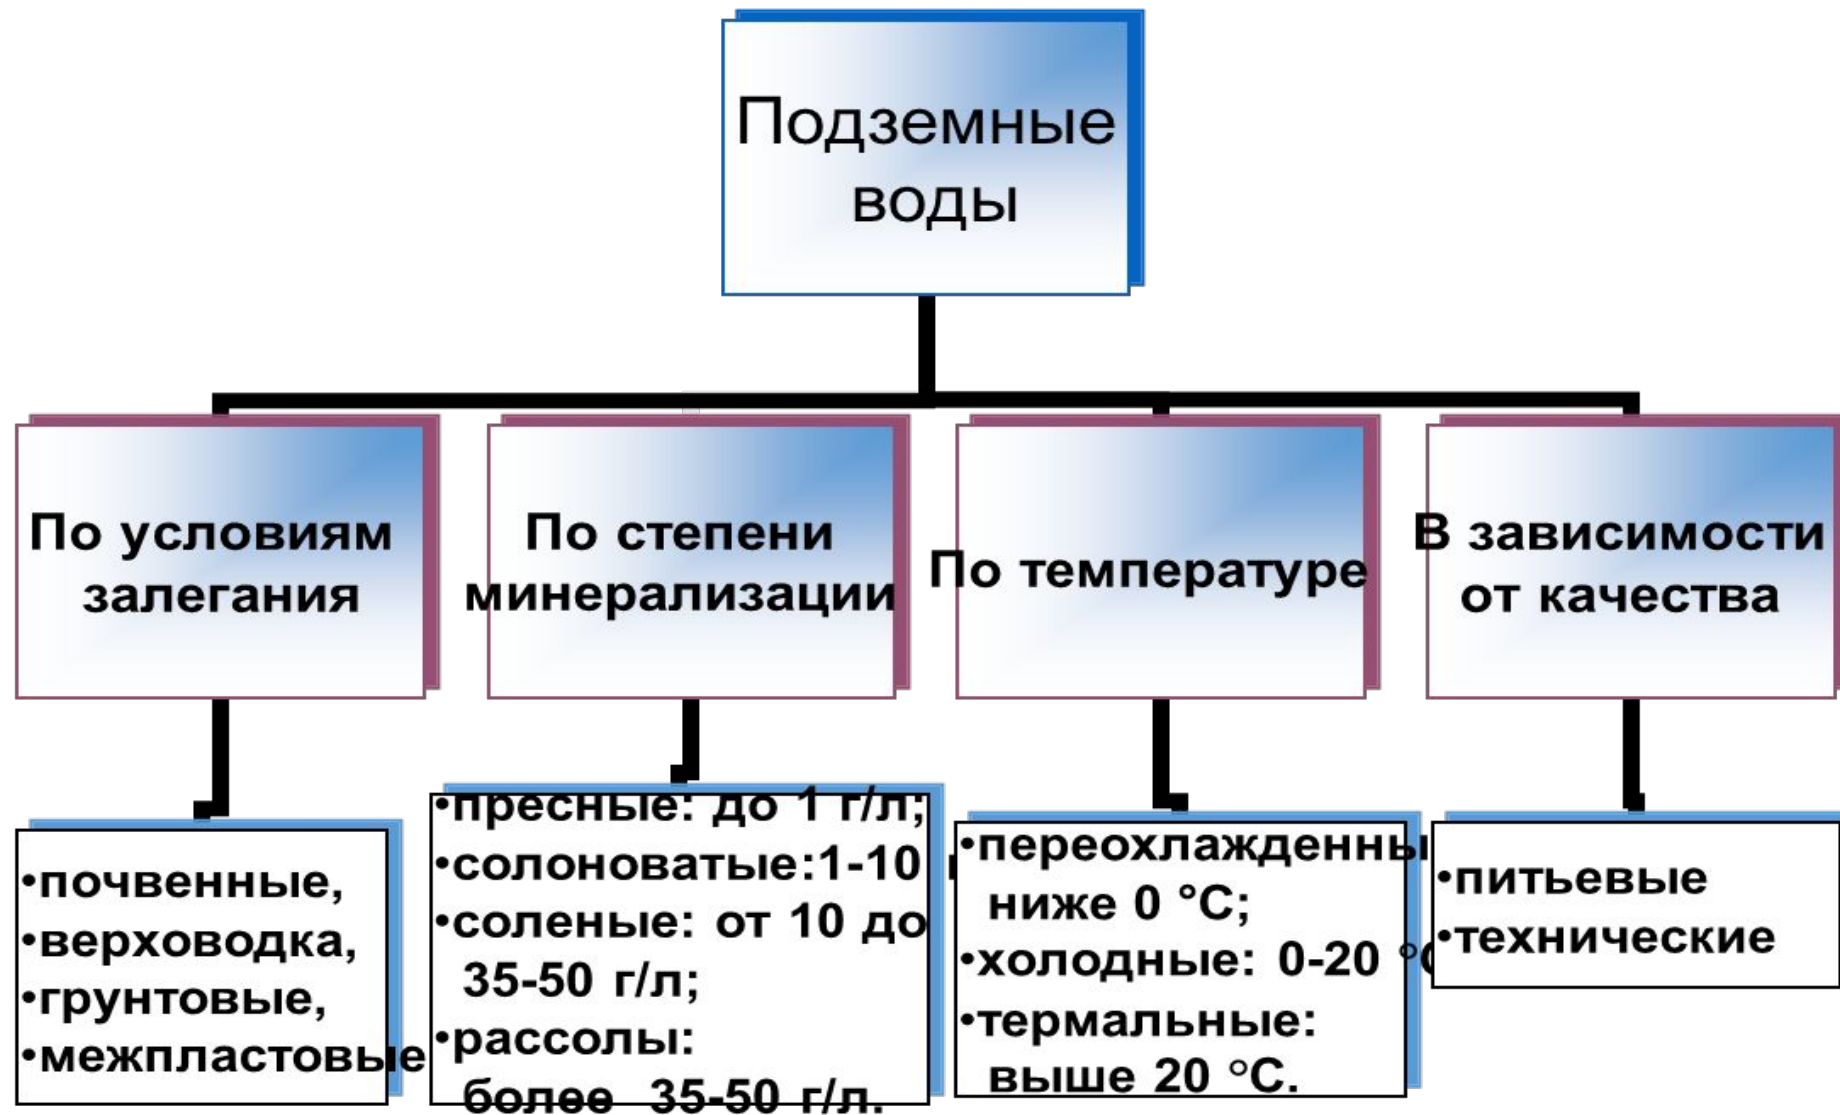 Подземные
воды
По условиям
залегания
По степени
минерализации
По температуре
В зависимости
от качества
•почвенные,
•верховодка,
•грунтовые,
•межпластовые
•пресные: до 1 г/л;
•солоноватые:1-10
•соленые: от 10 до
35-50 г/л;
•рассолы:
более 35-50 г/л.
•переохлажденны
ниже 0 °С;
•холодные: 0-20 °С
•термальные:
выше 20 °С.
•питьевые
•технические